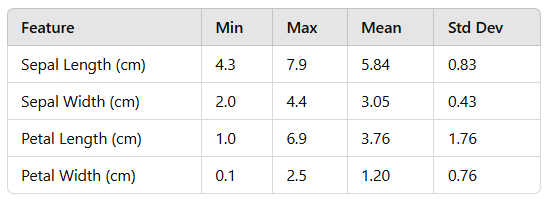 Feature Min Max Mean Std Dev
Sepal Length (cm) 4.3 7.9 5.84 0.83
Sepal Width (cm) 2.0 4.4 3.05 0.43
Petal Length (cm) 1.0 6.9 3.76 1.76
Petal Width (cm) 0.1 2.5 1.20 0.76